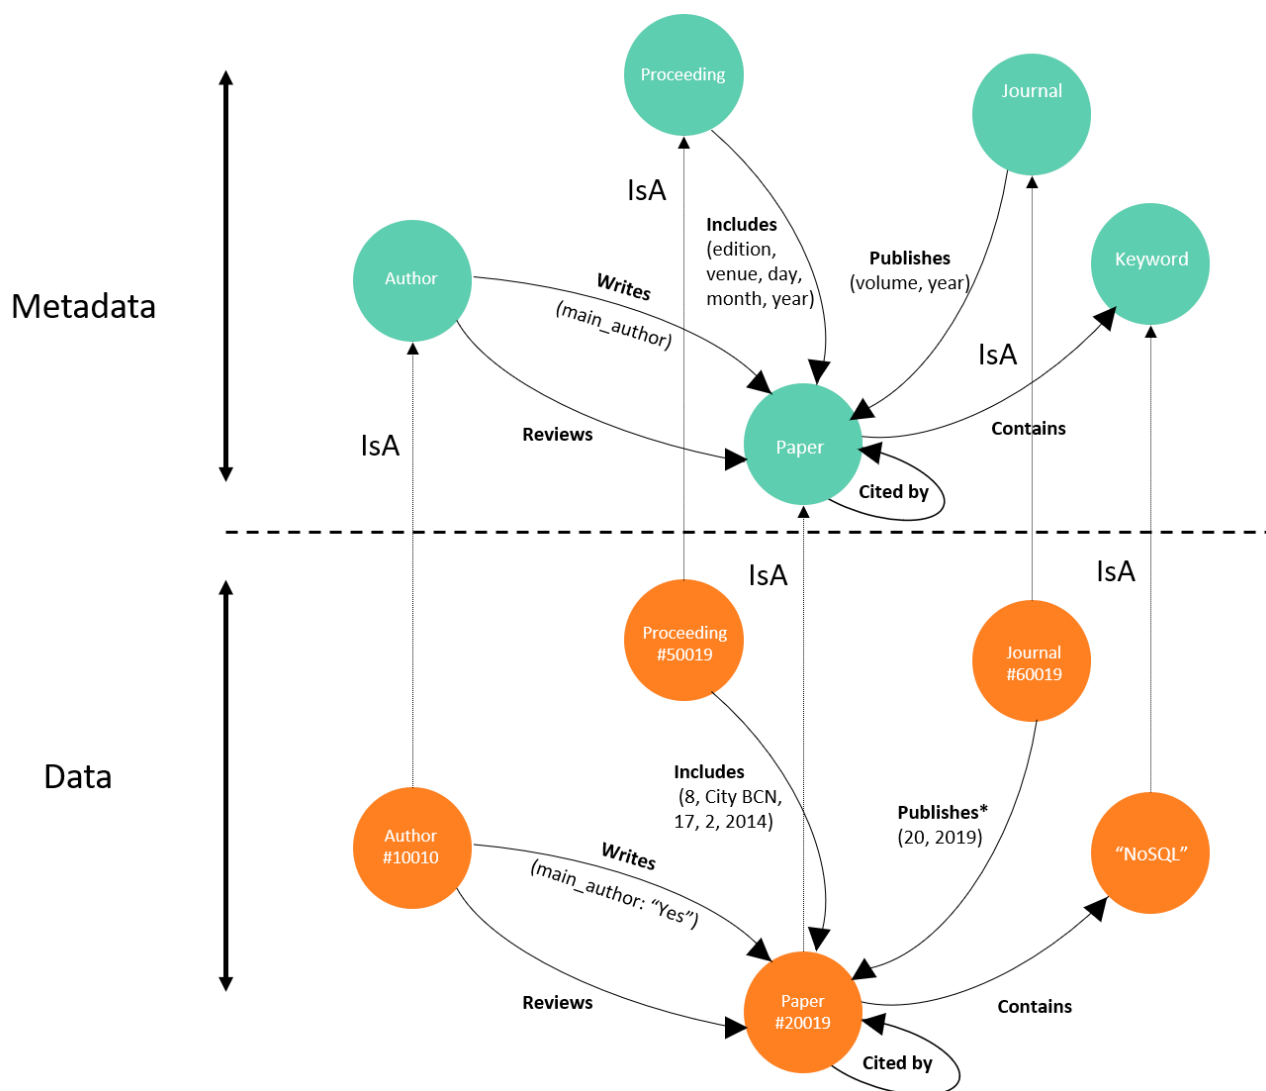 Proceeding
Journal
IsA
Includes
(edition,
venue, day,
month, year)
Publishes
(volume, year)
Keyword
Author
Writes
(main_author)
Metadata
IsA
IsA
Reviews
Paper
Contains
Cited by
IsA
IsA
Proceeding
#50019
Journal
#60019
Data
Includes
(8, City BCN,
17, 2, 2014)
Publishes*
(20, 2019)
Author
#10010
Writes
(main_author: “Yes”)
“NoSQL”
Reviews
Paper
#20019
Contains
Cited by